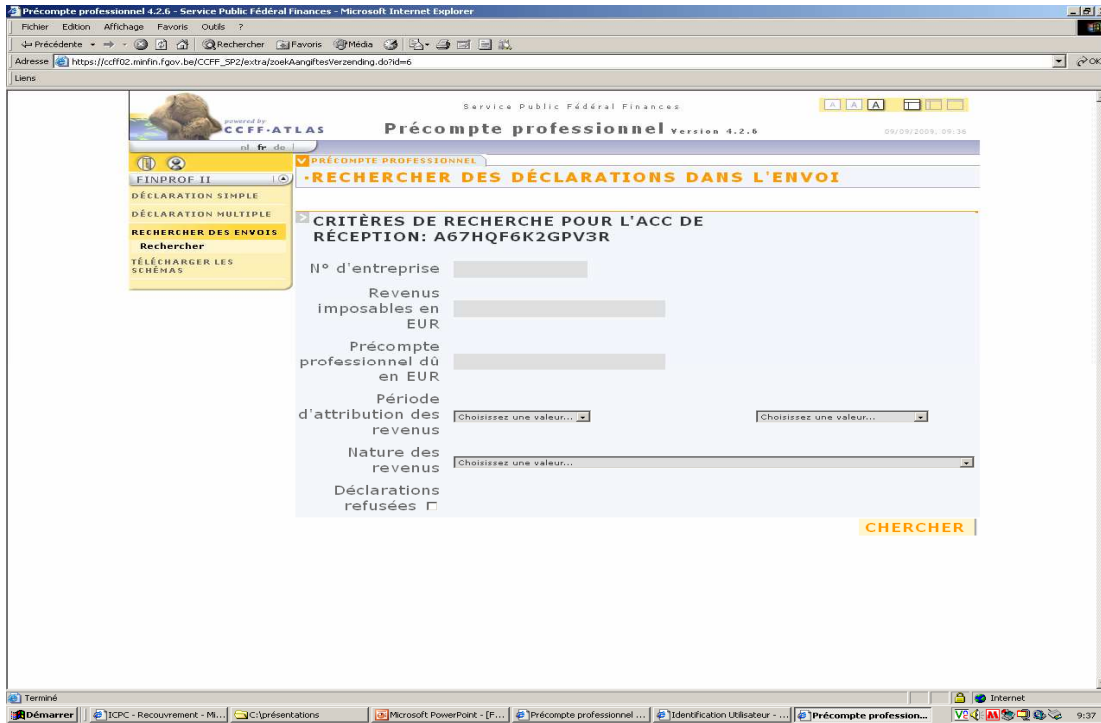 Précompte professionnel 4.2.6 - Service Public Fédéral Finances - Microsoft Internet Explorer
Fichier Edition Affichage Favoris Outils ?
Précédente Rechercher Favoris Média
Adresse https://ccff02.minfin.fgov.be/CCFF_SP2/extra/zoekAangiftesVerzending.do?id=6 OK
Liens
Service Public Fédéral Finances A A A
powered by
CCFF-ATLAS Précompte professionnel Version 4.2.6 09/09/2009, 09:36
nl fr de
PRÉCOMPTE PROFESSIONNEL
FINPROF II
·RECHERCHER DES DÉCLARATIONS DANS L'ENVOI
DÉCLARATION SIMPLE
DÉCLARATION MULTIPLE
RECHERCHER DES ENVOIS
Rechercher
TÉLÉCHARGER LES
SCHÉMAS
CRITÈRES DE RECHERCHE POUR L'ACC DE
RÉCEPTION: A67HQF6K2GPV3R
N° d'entreprise
Revenus
imposables en
EUR
Précompte
professionnel dû
en EUR
Période
d'attribution des
revenus
Choisissez une valeur... Choisissez une valeur...
Nature des
revenus
Choisissez une valeur...
Déclarations
refusées
CHERCHER
Terminé Internet
Démarrer ICPC - Recouvrement - Mi... C:\présentations Microsoft PowerPoint - [F... Précompte professionnel ... Identification Utilisateur - ... Précompte profession... 9:37